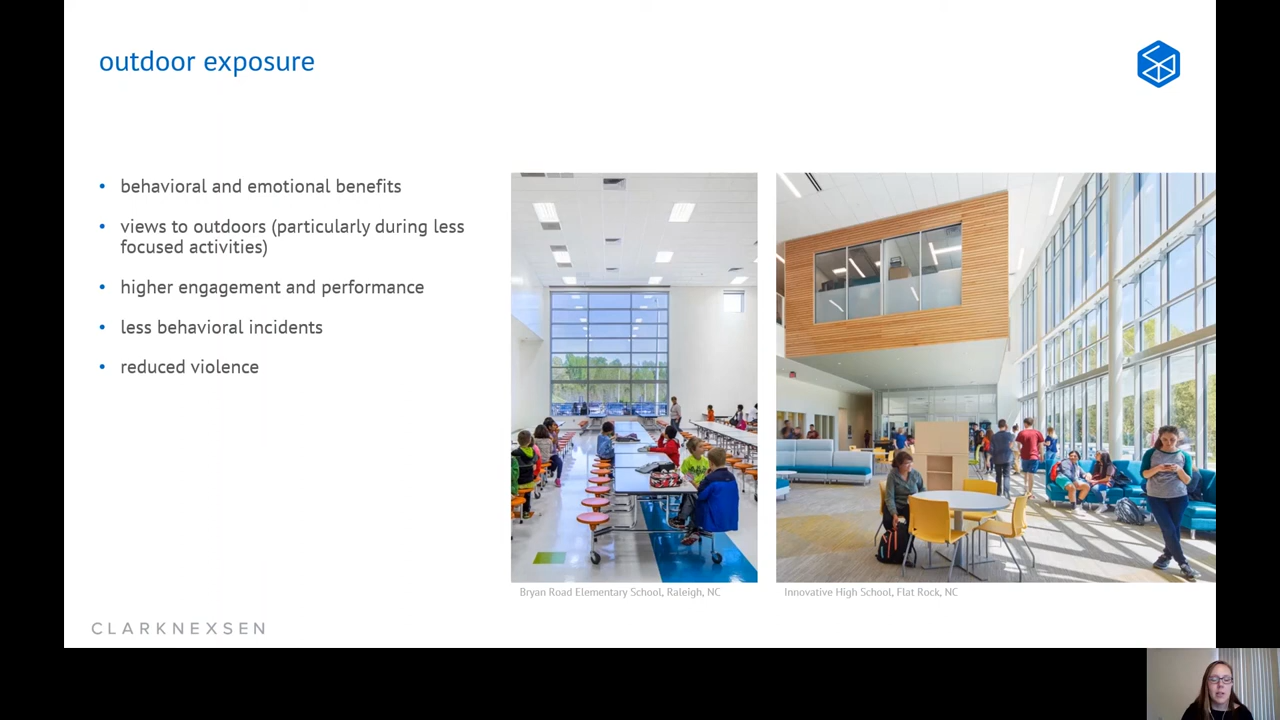 outdoor exposure
• behavioral and emotional benefits
• views to outdoors (particularly during less
focused activities)
• higher engagement and performance
• less behavioral incidents
• reduced violence
Bryan Road Elementary School, Raleigh, NC
Innovative High School, Flat Rock, NC
CLARKNEXSEN